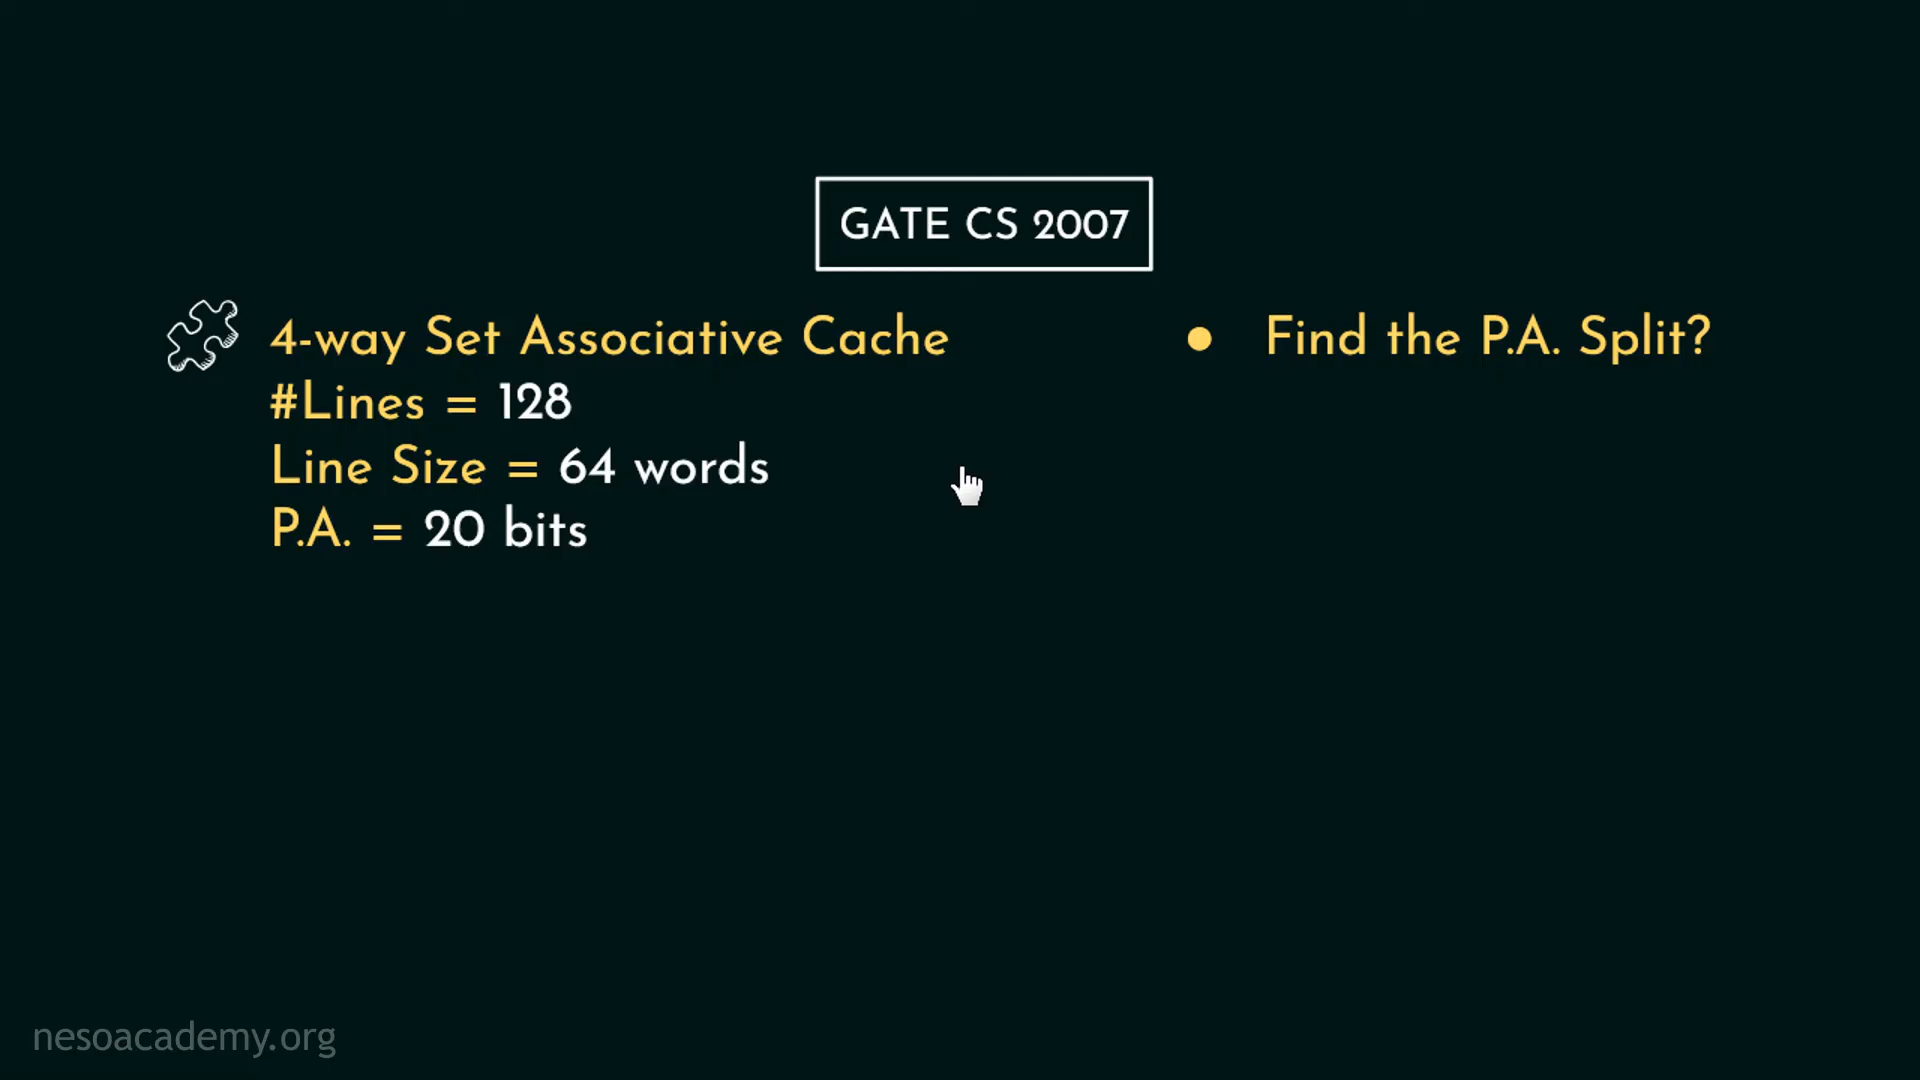 GATE CS 2007
4-way Set Associative Cache
#Lines = 128
Line Size = 64 words
P.A. = 20 bits
● Find the P.A. Split?
nesoacademy.org